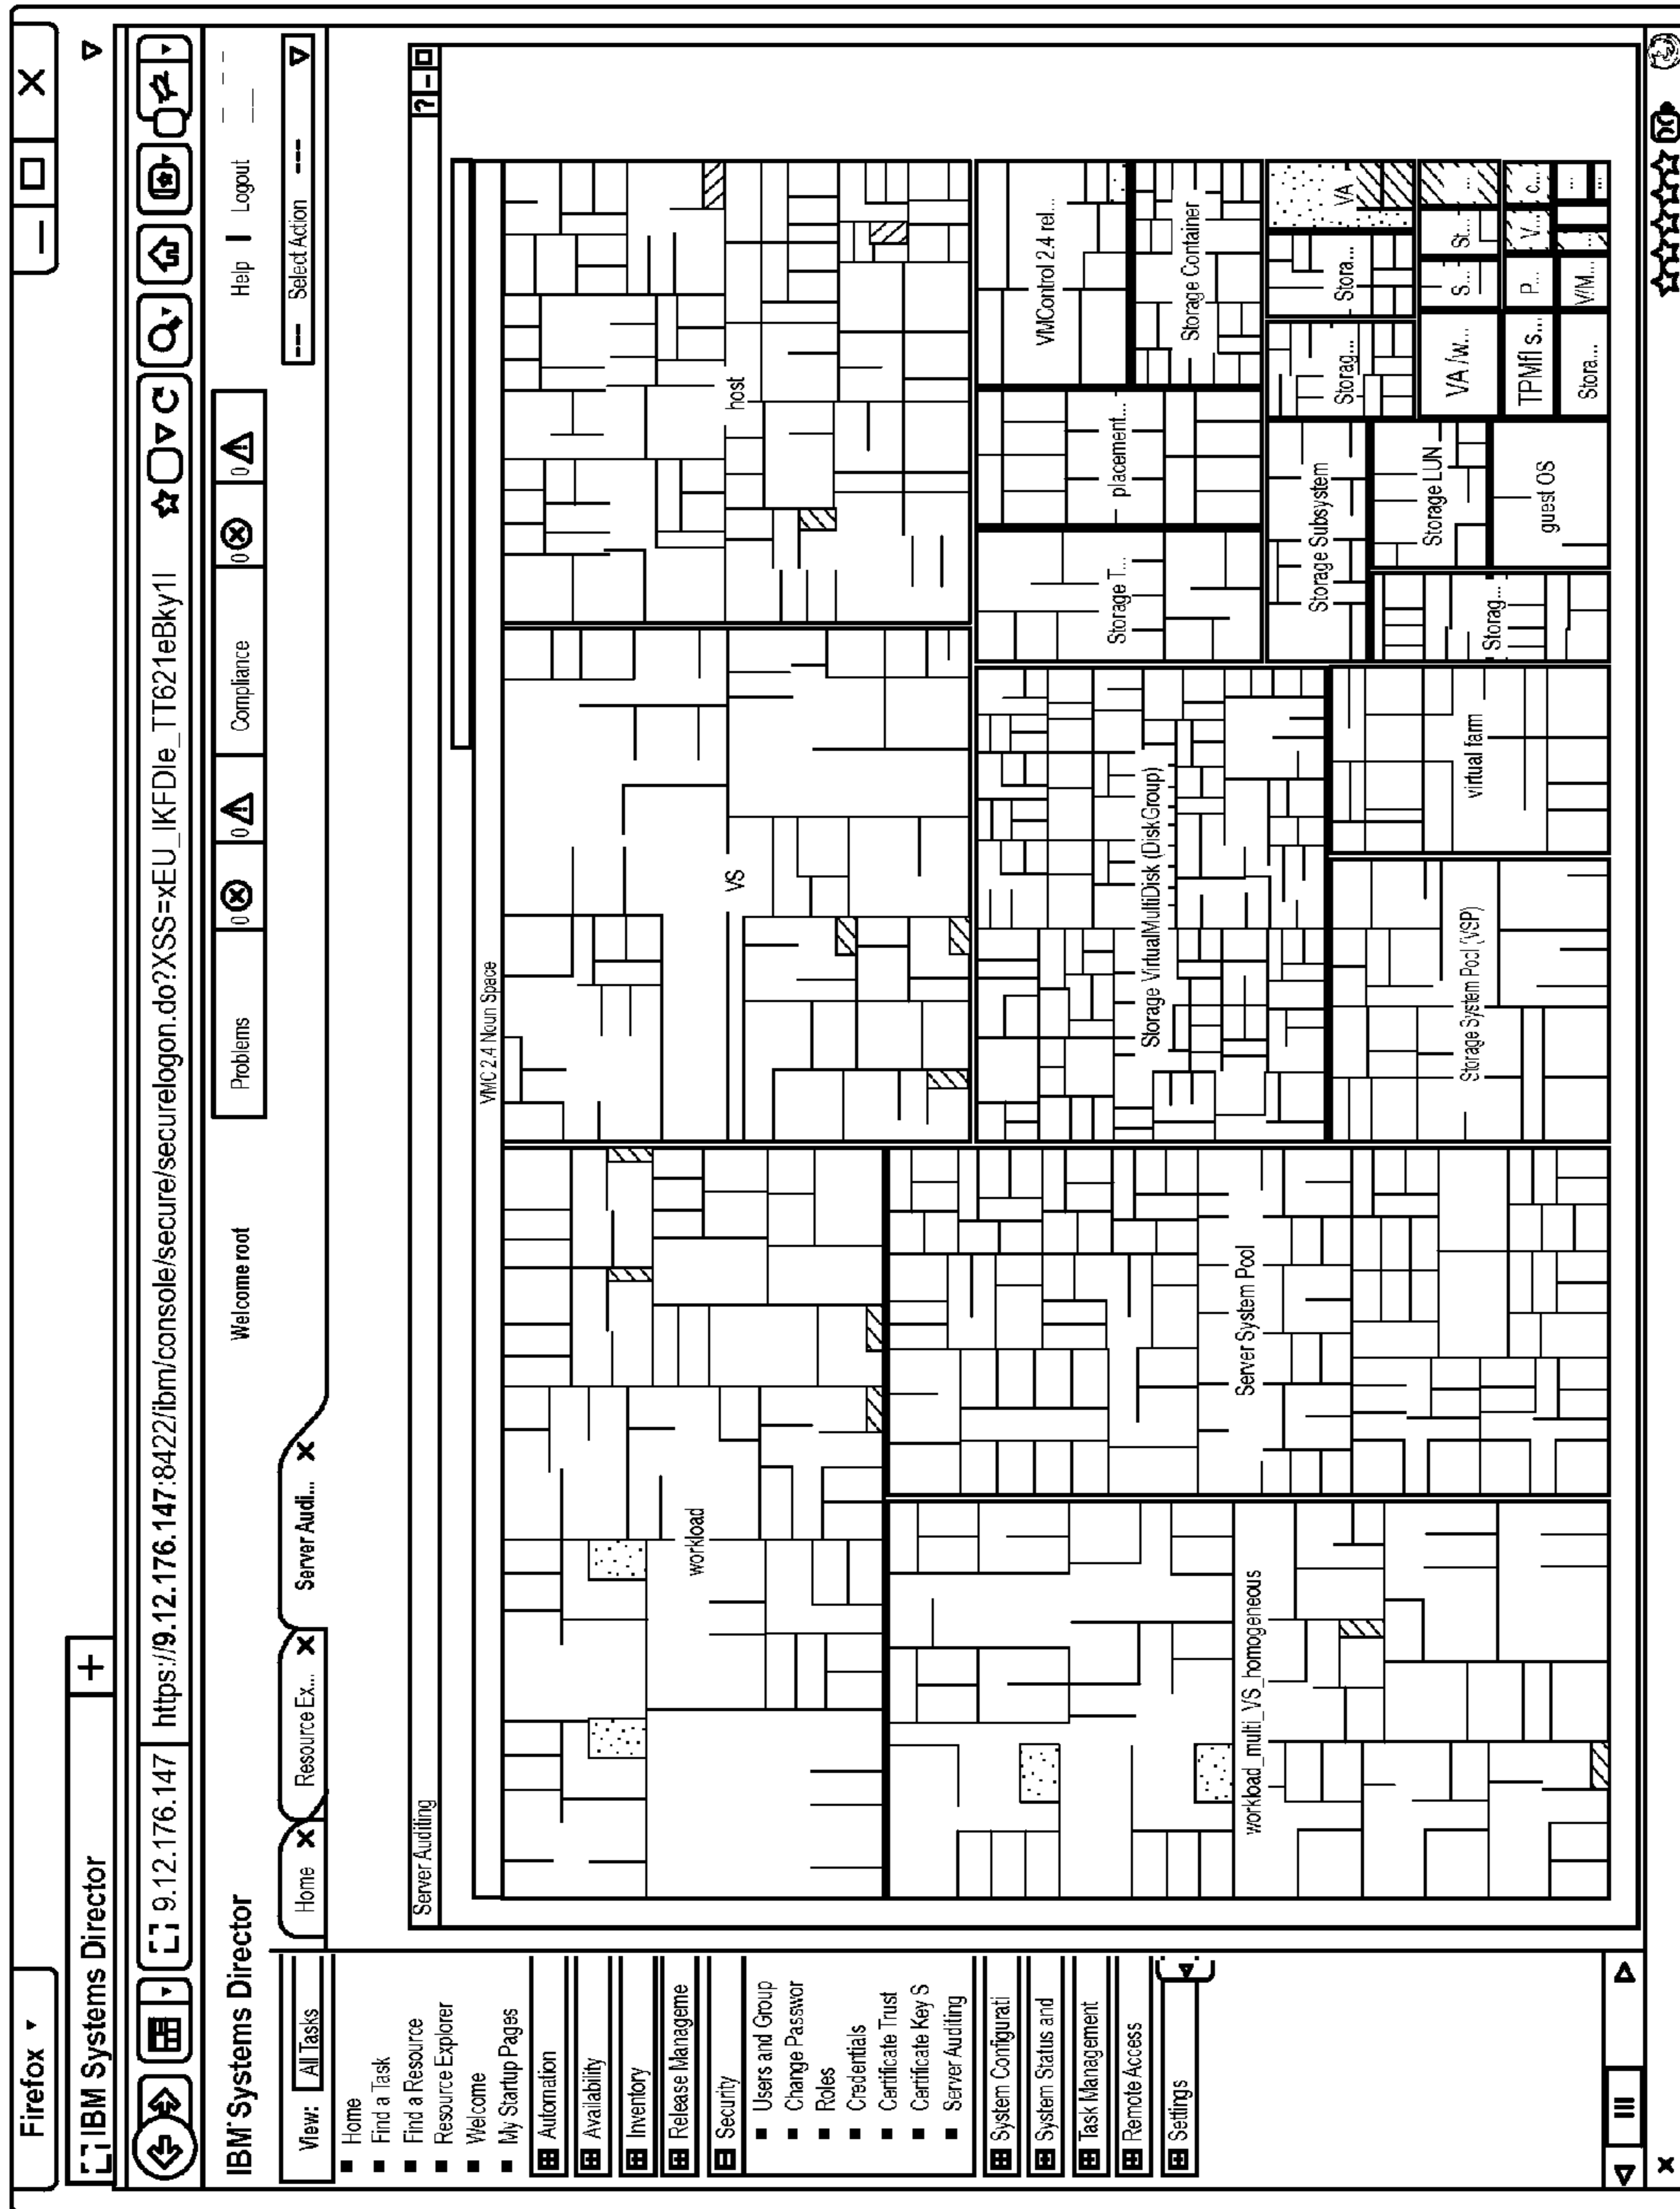 Firefox
IBM Systems Director
+
9.12.176.147 https://9.12.176.147:8422/ibm/console/secure/securelogon.do?XSS=xEU_IKFDIe_TT621eBky1I
IBM Systems Director
Welcome root
Problems 0 0 Compliance 0 0
Help | Logout
View: All Tasks
Home X Resource Ex... X Server Audi... X
--- Select Action ---
Home
Find a Task
Find a Resource
Resource Explorer
Welcome
My Startup Pages
Automation
Availability
Inventory
Release Manageme
Security
Users and Group
Change Passwor
Roles
Credentials
Certificate Trust
Certificate Key S
Server Auditing
System Configurati
System Status and
Task Management
Remote Access
Settings
Server Auditing
? -
VMC 2.4 Noun Space
workload
VS
host
workload_multi_VS_homogeneous
Server System Pool
Storage VirtualMultiDisk (DiskGroup)
Storage System Pool (VSP)
virtual farm
Storage T...
placement...
VMControl 2.4 rel...
Storage Container
Storage Subsystem
Storag...
Stora...
VA
Storag...
Storage LUN
guest OS
VA /w...
S...
St...
...
TPMfI s...
P...
V...
c...
Stora...
V/M...
...
...
...